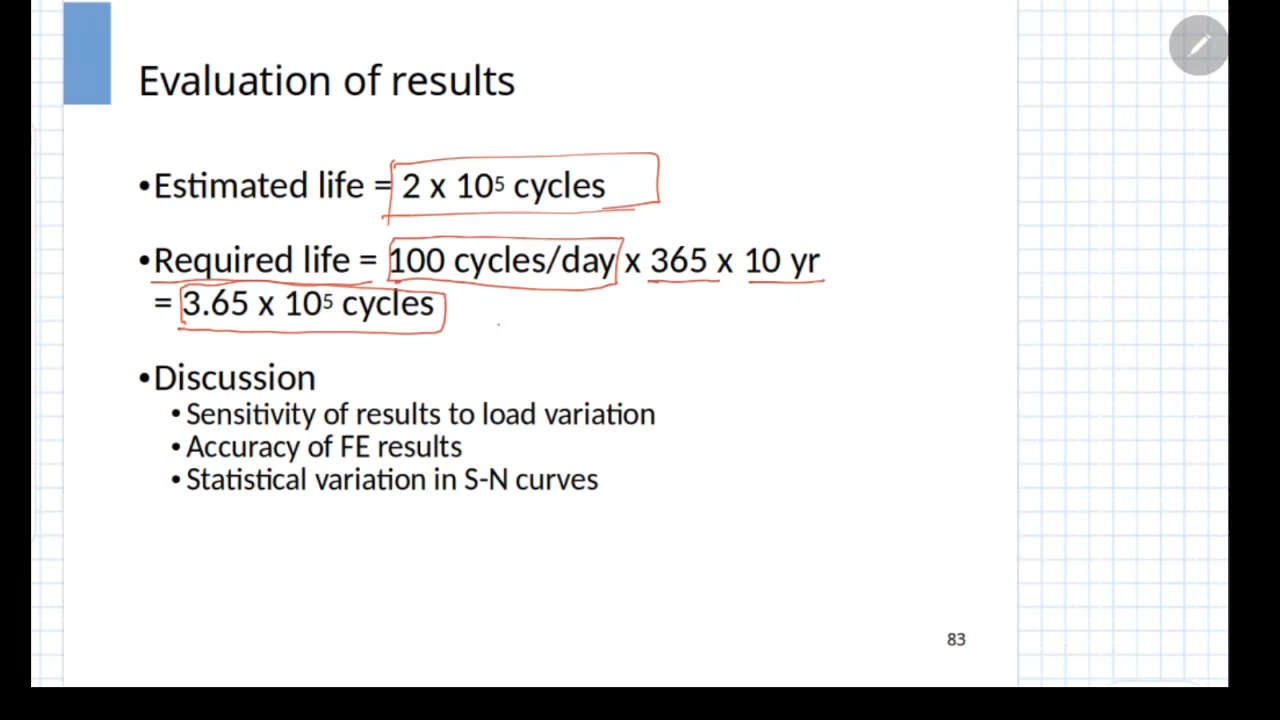 Evaluation of results
•Estimated life = 2 x 10⁵ cycles
•Required life = 100 cycles/day x 365 x 10 yr
= 3.65 x 10⁵ cycles
•Discussion
•Sensitivity of results to load variation
•Accuracy of FE results
•Statistical variation in S-N curves
83